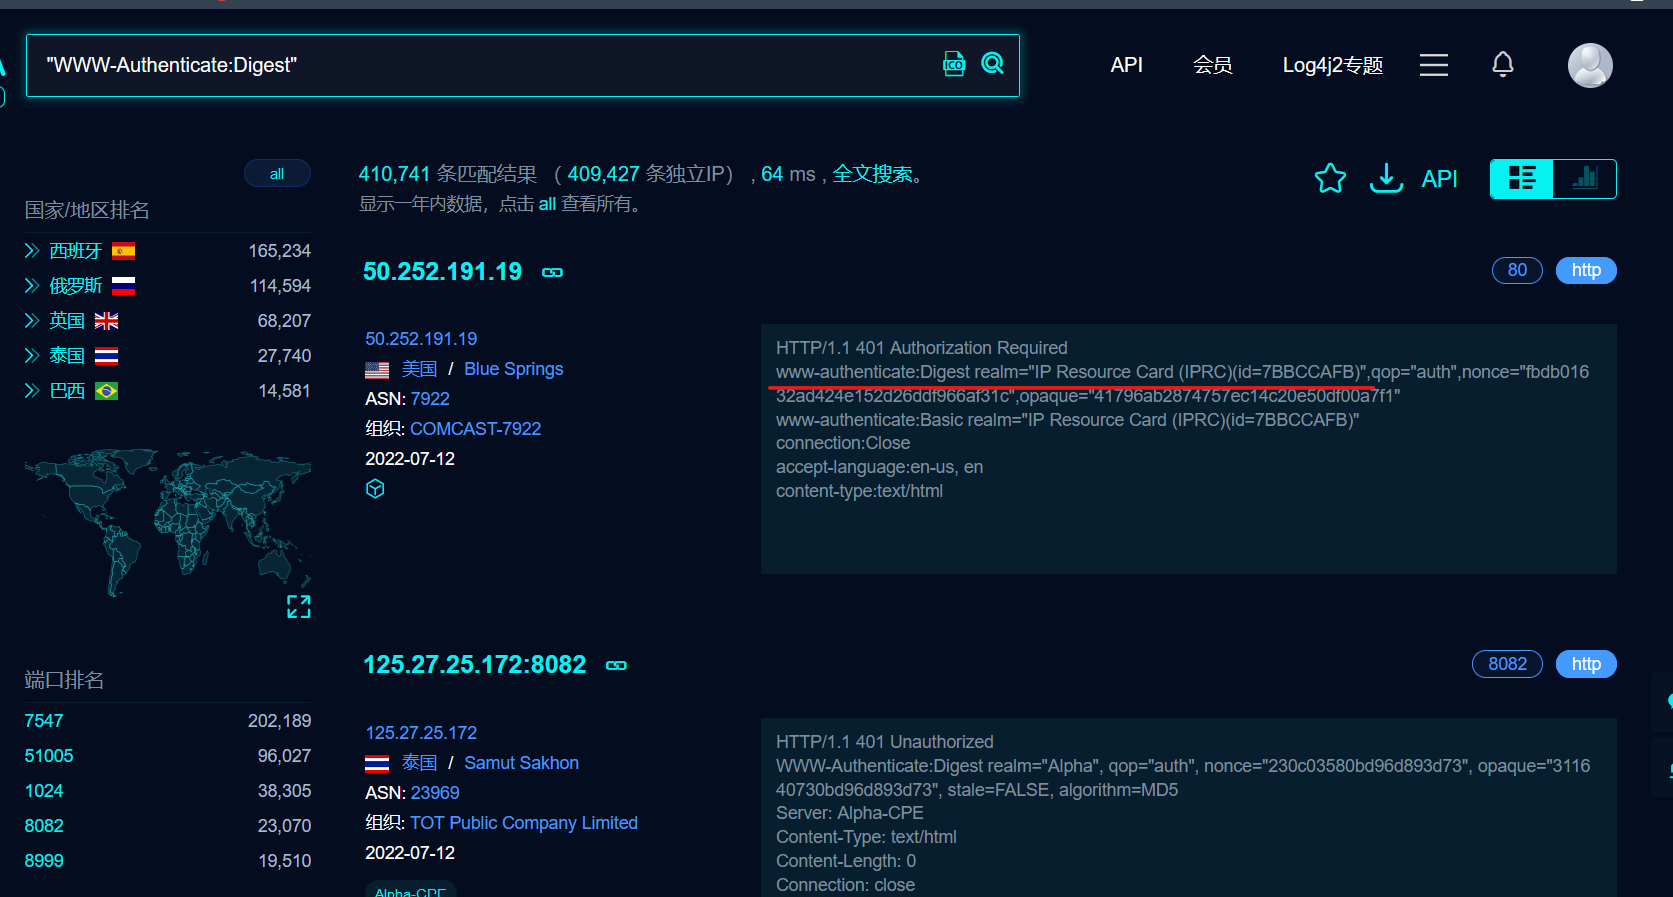 "WWW-Authenticate:Digest"
ICO
API
会员
Log4j2专题
all
国家/地区排名
西班牙 165,234
俄罗斯 114,594
英国 68,207
泰国 27,740
巴西 14,581
端口排名
7547 202,189
51005 96,027
1024 38,305
8082 23,070
8999 19,510
410,741 条匹配结果 （ 409,427 条独立IP） , 64 ms , 全文搜索。
显示一年内数据，点击 all 查看所有。
API
50.252.191.19
80
http
50.252.191.19
美国 / Blue Springs
ASN: 7922
组织: COMCAST-7922
2022-07-12
HTTP/1.1 401 Authorization Required
www-authenticate:Digest realm="IP Resource Card (IPRC)(id=7BBCCAFB)",qop="auth",nonce="fbdb016
32ad424e152d26ddf966af31c",opaque="41796ab2874757ec14c20e50df00a7f1"
www-authenticate:Basic realm="IP Resource Card (IPRC)(id=7BBCCAFB)"
connection:Close
accept-language:en-us, en
content-type:text/html
125.27.25.172:8082
8082
http
125.27.25.172
泰国 / Samut Sakhon
ASN: 23969
组织: TOT Public Company Limited
2022-07-12
Alpha-CPE
HTTP/1.1 401 Unauthorized
WWW-Authenticate:Digest realm="Alpha", qop="auth", nonce="230c03580bd96d893d73", opaque="3116
40730bd96d893d73", stale=FALSE, algorithm=MD5
Server: Alpha-CPE
Content-Type: text/html
Content-Length: 0
Connection: close